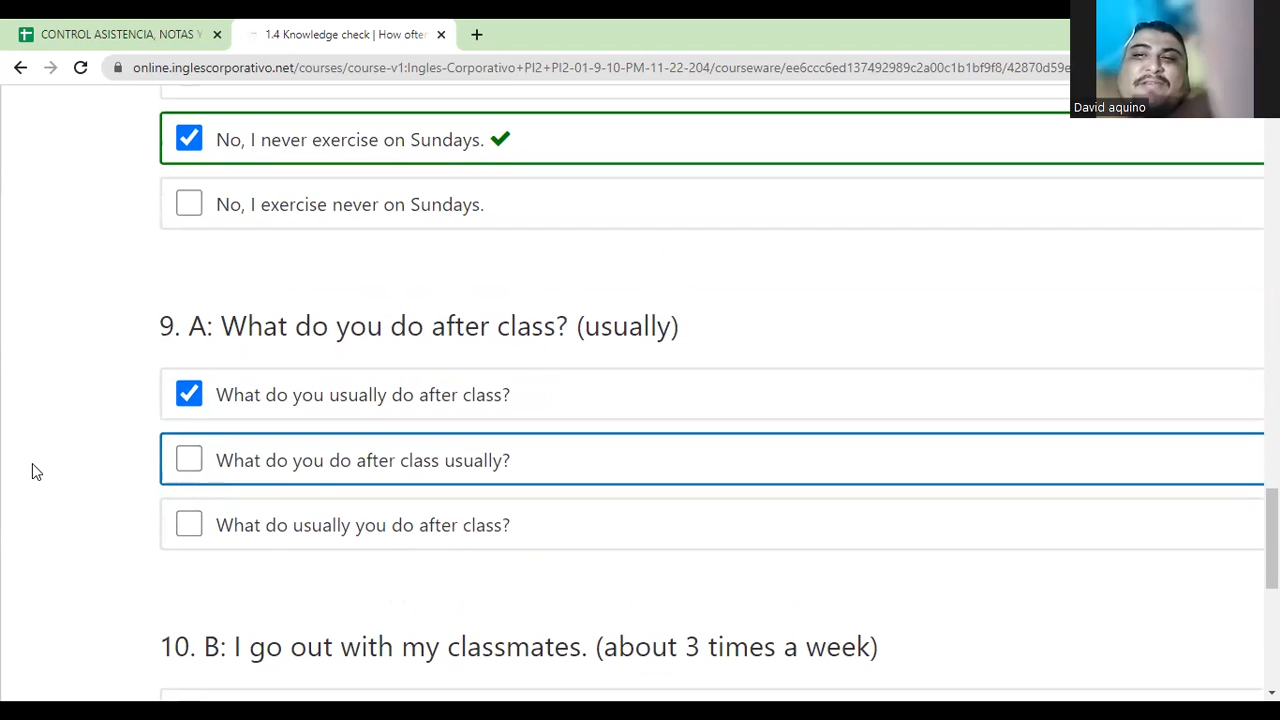 CONTROL ASISTENCIA, NOTAS Y
1.4 Knowledge check | How ofter
online.inglescorporativo.net/courses/course-v1:Ingles-Corporativo+PI2+PI2-01-9-10-PM-11-22-204/courseware/ee6ccc6ed137492989c2a00c1b1bf9f8/42870d59e
David aquino
No, I never exercise on Sundays.
No, I exercise never on Sundays.
9. A: What do you do after class? (usually)
What do you usually do after class?
What do you do after class usually?
What do usually you do after class?
10. B: I go out with my classmates. (about 3 times a week)